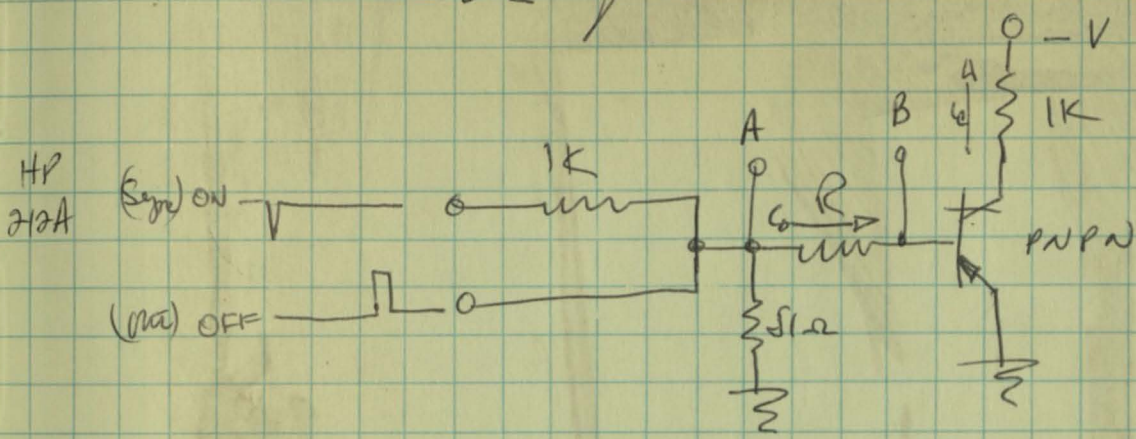 - V
1K
A
B
1K
HP
212A
(Sync) ON
R
PNPN
OFF
51Ω